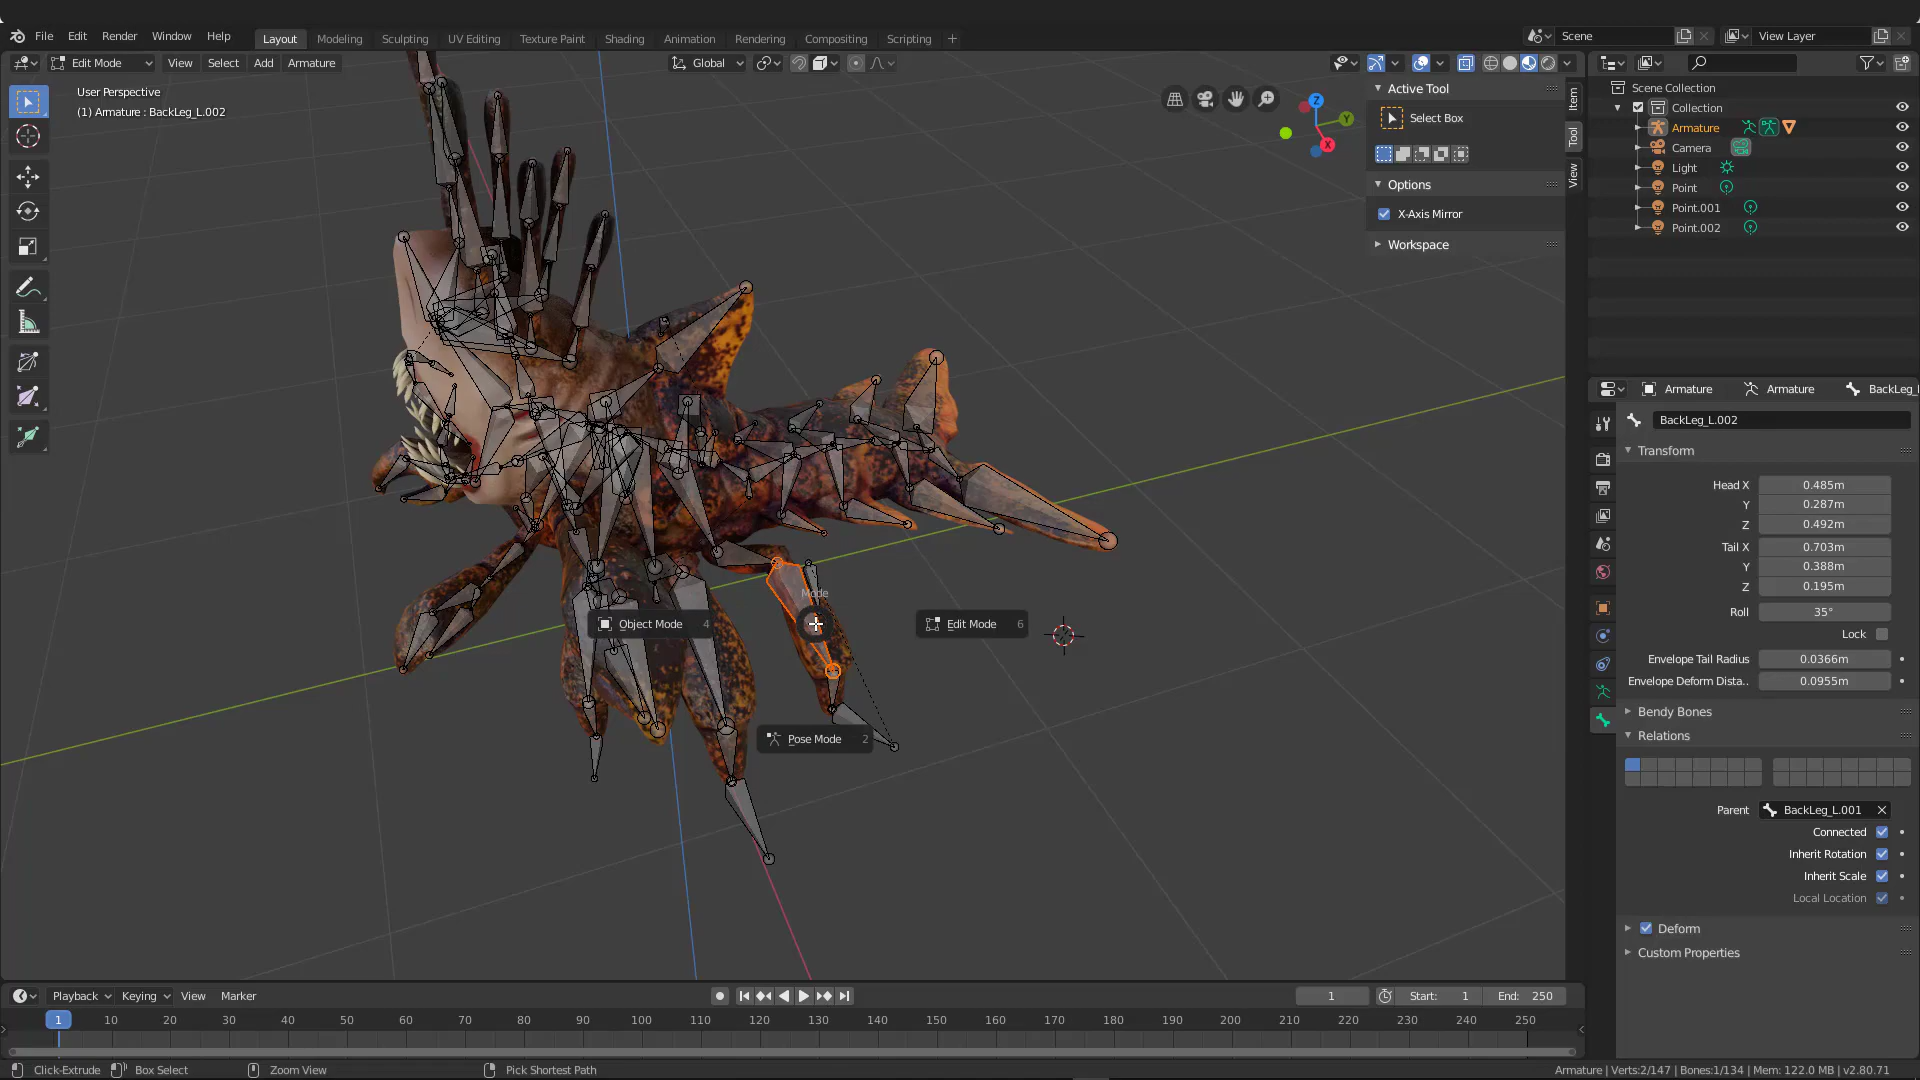 File Edit Render Window Help
Layout Modeling Sculpting UV Editing Texture Paint Shading Animation Rendering Compositing Scripting +
Scene
View Layer
Edit Mode View Select Add Armature
Global
User Perspective
(1) Armature : BackLeg_L.002
Z
Y
X
Active Tool
Select Box
Options
X-Axis Mirror
Workspace
Item
Tool
View
Scene Collection
Collection
Armature
Camera
Light
Point
Point.001
Point.002
Mode
Object Mode 4
Edit Mode 6
Pose Mode 2
Armature Armature BackLeg_L
BackLeg_L.002
Transform
Head X 0.485m
Y 0.287m
Z 0.492m
Tail X 0.703m
Y 0.388m
Z 0.195m
Roll 35°
Lock
Envelope Tail Radius 0.0366m
Envelope Deform Dista.. 0.0955m
Bendy Bones
Relations
Parent BackLeg_L.001
Connected
Inherit Rotation
Inherit Scale
Local Location
Deform
Custom Properties
Playback Keying View Marker
1
Start: 1
End: 250
1 10 20 30 40 50 60 70 80 90 100 110 120 130 140 150 160 170 180 190 200 210 220 230 240 250
Click-Extrude Box Select Zoom View Pick Shortest Path
Armature | Verts:2/147 | Bones:1/134 | Mem: 122.0 MB | v2.80.71